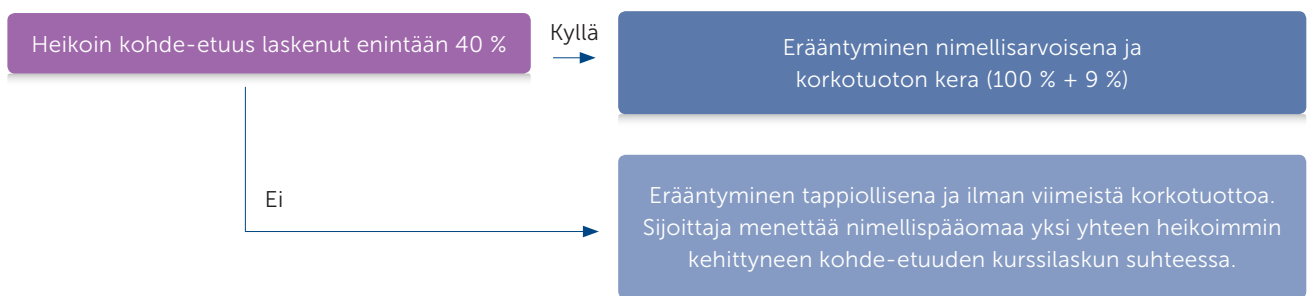 Heikoin kohde-etuus laskenut enintään 40 %
Kyllä
Erääntyminen nimellisarvoisena ja
korkotuoton kera (100 % + 9 %)
Ei
Erääntyminen tappiollisena ja ilman viimeistä korkotuottoa.
Sijoittaja menettää nimellispääomaa yksi yhteen heikoimmin
kehittyneen kohde-etuuden kurssilaskun suhteessa.